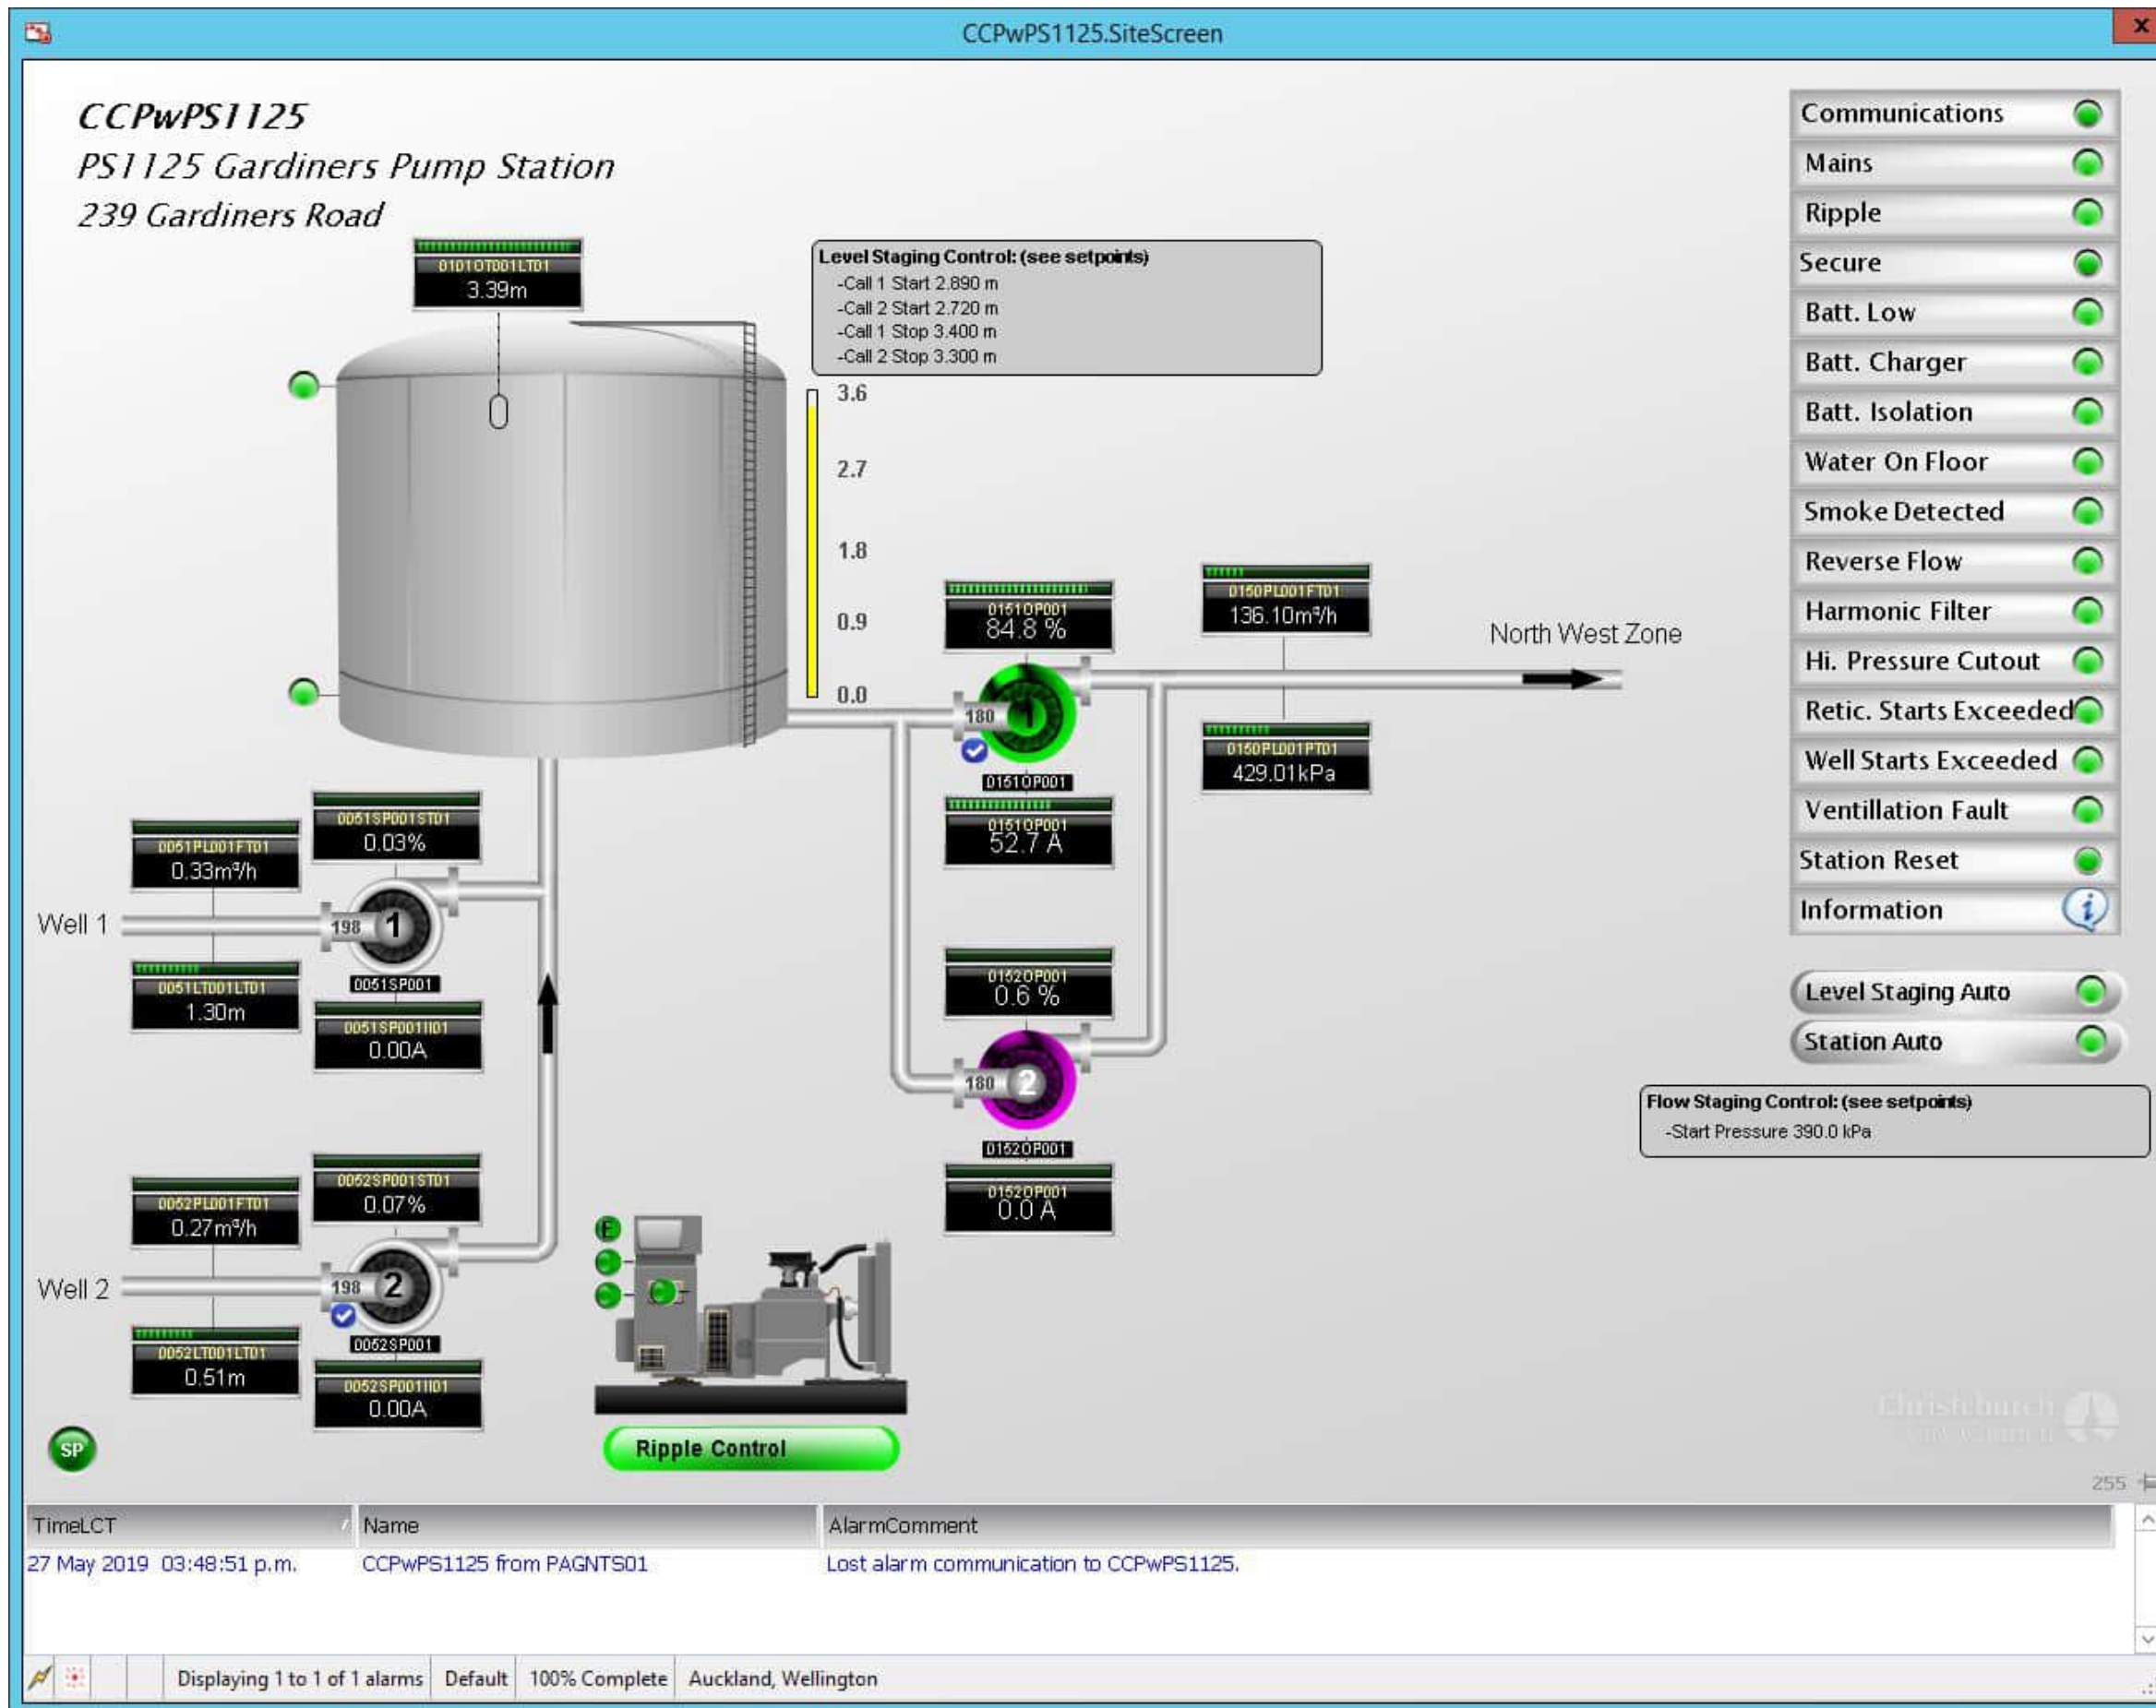 CCPwPS1125.SiteScreen
x
CCPwPS1125
PS1125 Gardiners Pump Station
239 Gardiners Road
0101OT001LT01
3.39m
Level Staging Control: (see setpoints)
-Call 1 Start 2.890 m
-Call 2 Start 2.720 m
-Call 1 Stop 3.400 m
-Call 2 Stop 3.300 m
3.6
2.7
1.8
0.9
0.0
0151OP001
84.8 %
180
1
0151OP001
0151OP001
52.7 A
0150PL001FT01
136.10m³/h
0150PL001PT01
429.01kPa
North West Zone
0152OP001
0.6 %
180
2
0152OP001
0152OP001
0.0 A
Well 1
0051PL001FT01
0.33m³/h
0051LT001LT01
1.30m
0051SP001ST01
0.03%
198
1
0051SP001
0051SP001II01
0.00A
Well 2
0052PL001FT01
0.27m³/h
0052LT001LT01
0.51m
0052SP001ST01
0.07%
198
2
0052SP001
0052SP001II01
0.00A
E
SP
Ripple Control
Communications
Mains
Ripple
Secure
Batt. Low
Batt. Charger
Batt. Isolation
Water On Floor
Smoke Detected
Reverse Flow
Harmonic Filter
Hi. Pressure Cutout
Retic. Starts Exceeded
Well Starts Exceeded
Ventillation Fault
Station Reset
Information i
Level Staging Auto
Station Auto
Flow Staging Control: (see setpoints)
-Start Pressure 390.0 kPa
Christchurch
City Council
255
TimeLCT Name AlarmComment
27 May 2019 03:48:51 p.m. CCPwPS1125 from PAGNTS01 Lost alarm communication to CCPwPS1125.
Displaying 1 to 1 of 1 alarms Default 100% Complete Auckland, Wellington